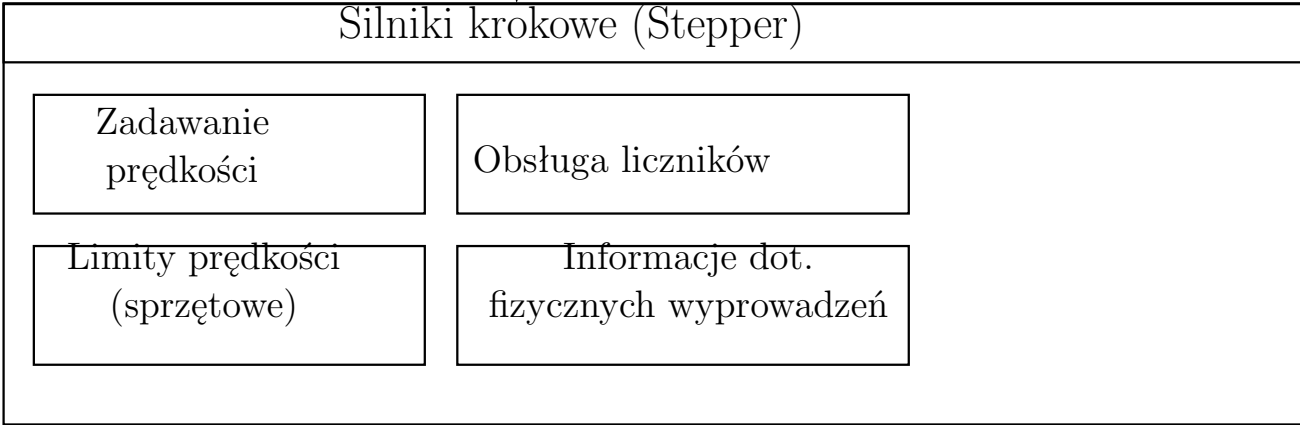 Silniki krokowe (Stepper)
Zadawanie
prędkości
Obsługa liczników
Limity prędkości
(sprzętowe)
Informacje dot.
fizycznych wyprowadzeń